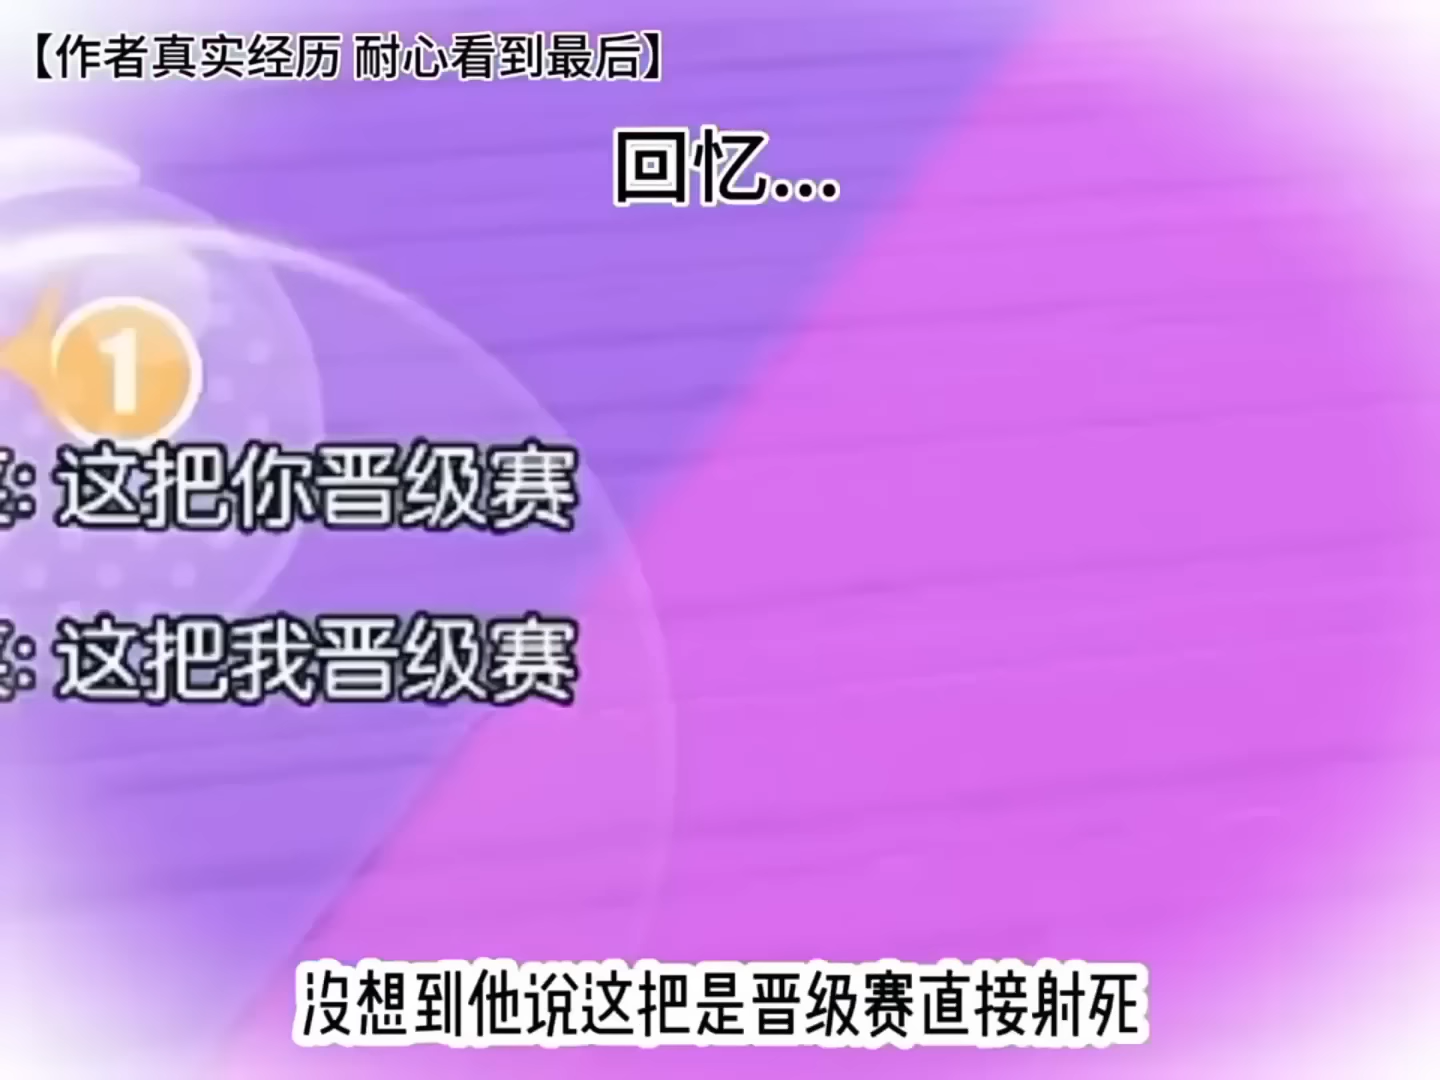 【作者真实经历 耐心看到最后】
回忆...
1
: 这把你晋级赛
: 这把我晋级赛
没想到他说这把是晋级赛直接射死